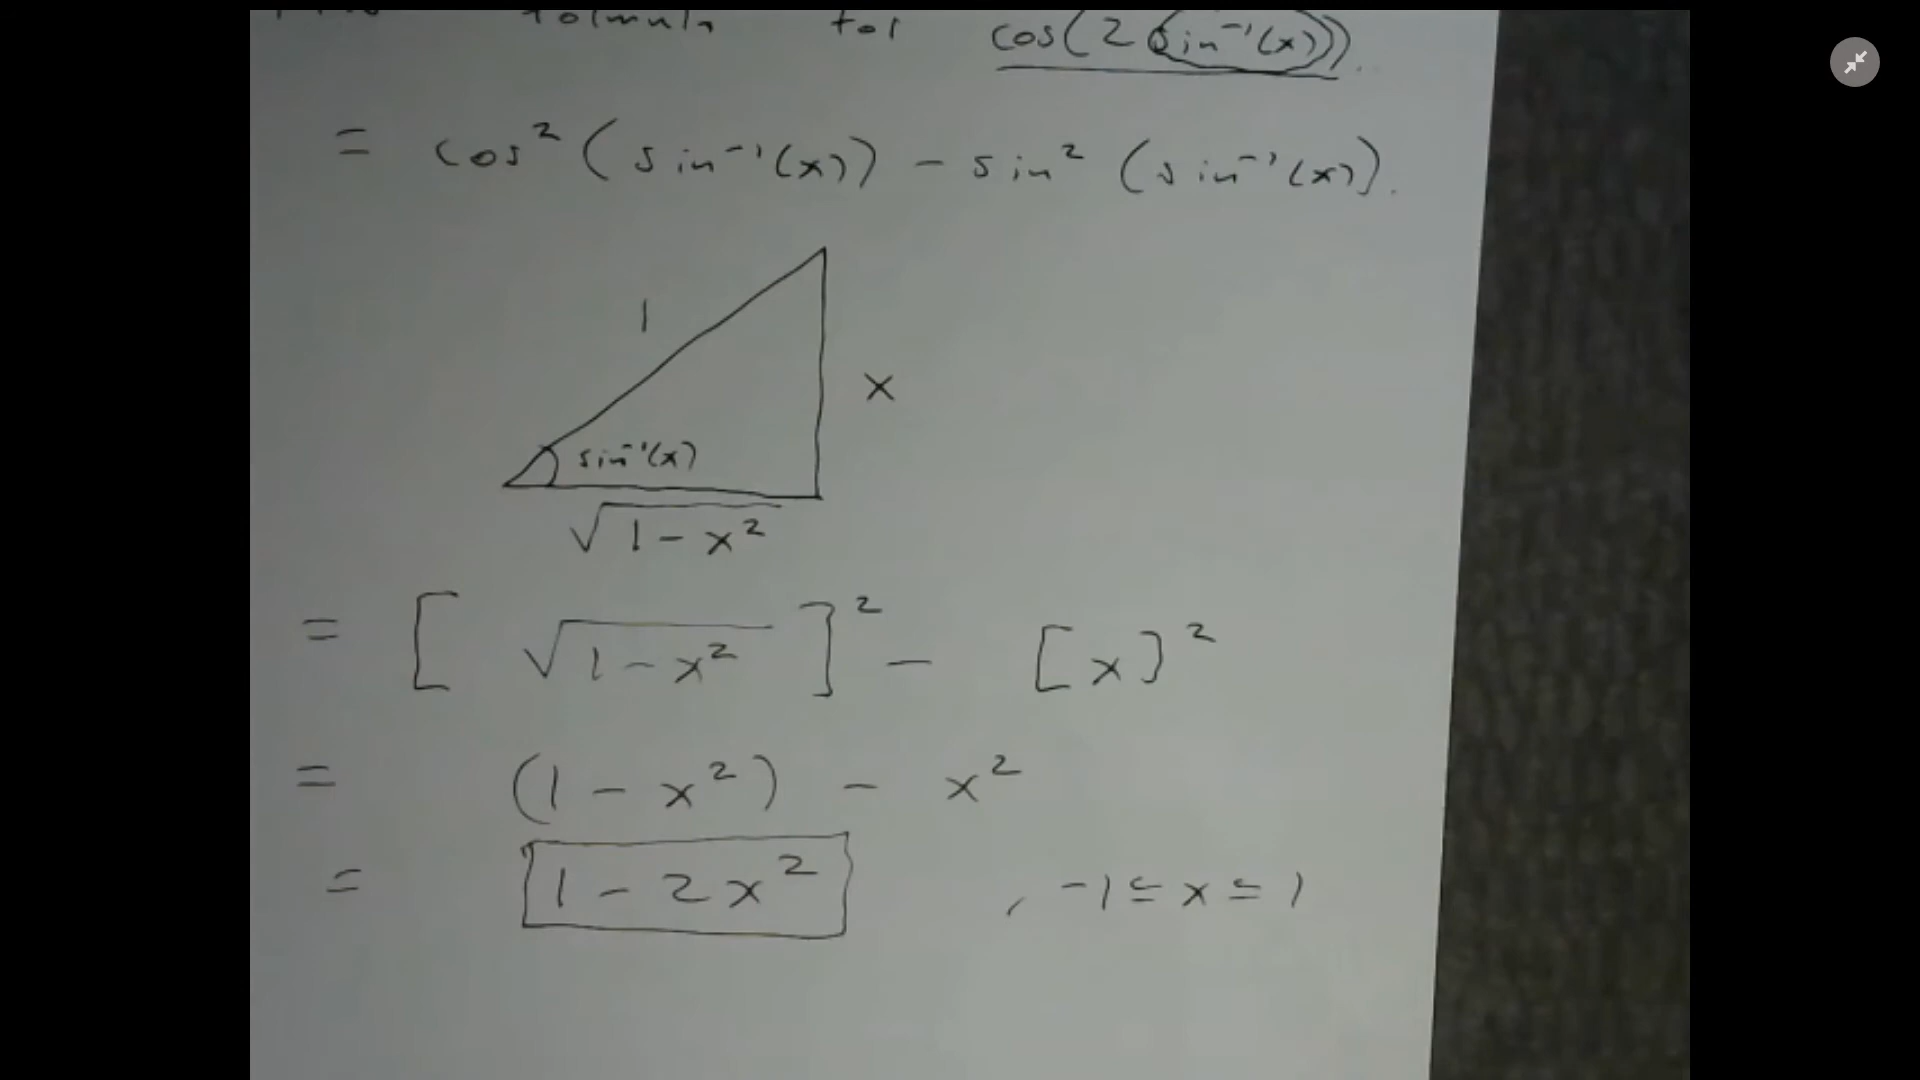 formula for cos(2 sin⁻¹(x)).
= cos² (sin⁻¹(x)) - sin² (sin⁻¹(x)).
1
x
sin⁻¹(x)
√(1 - x²)
= [ √(1 - x²) ]² - [x]²
= (1 - x²) - x²
= 1 - 2x² , -1 ≤ x ≤ 1